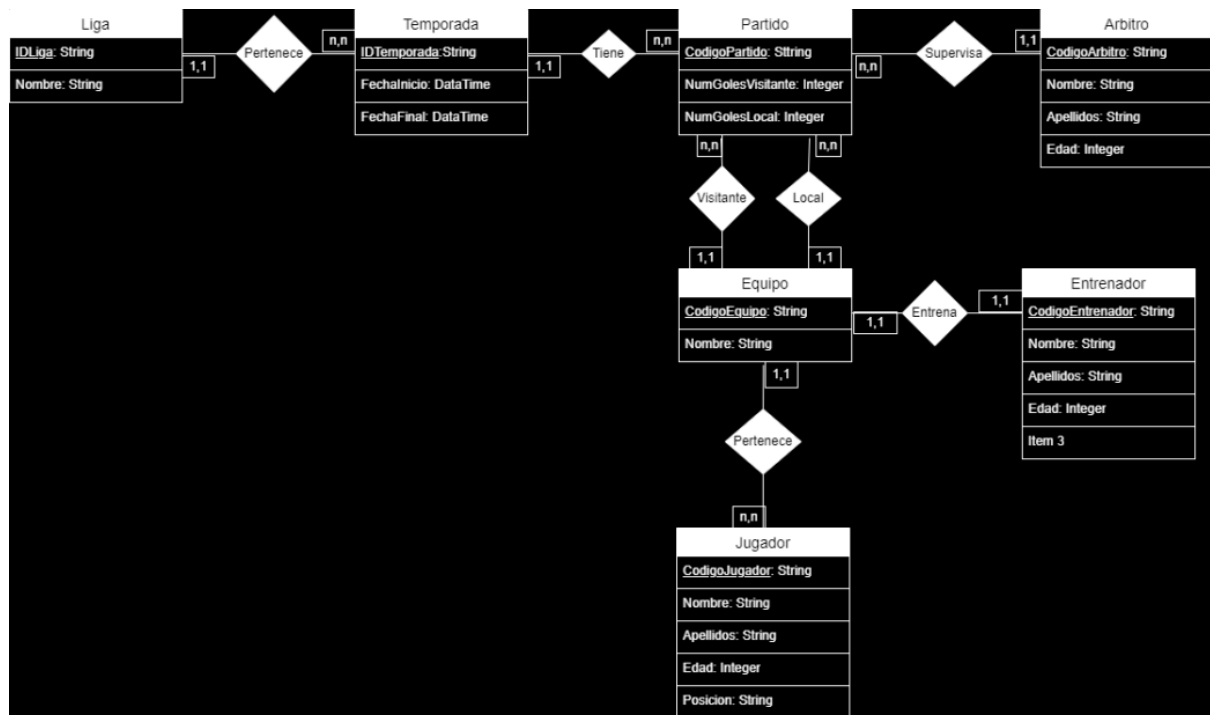 Liga
IDLiga: String
Nombre: String
1,1
Pertenece
n,n
Temporada
IDTemporada:String
FechaInicio: DataTime
FechaFinal: DataTime
1,1
Tiene
n,n
Partido
CodigoPartido: Sttring
NumGolesVisitante: Integer
NumGolesLocal: Integer
n,n
Supervisa
1,1
Arbitro
CodigoArbitro: String
Nombre: String
Apellidos: String
Edad: Integer
n,n
n,n
Visitante
Local
1,1
1,1
Equipo
CodigoEquipo: String
Nombre: String
1,1
Entrena
1,1
Entrenador
CodigoEntrenador: String
Nombre: String
Apellidos: String
Edad: Integer
Item 3
1,1
Pertenece
n,n
Jugador
CodigoJugador: String
Nombre: String
Apellidos: String
Edad: Integer
Posicion: String